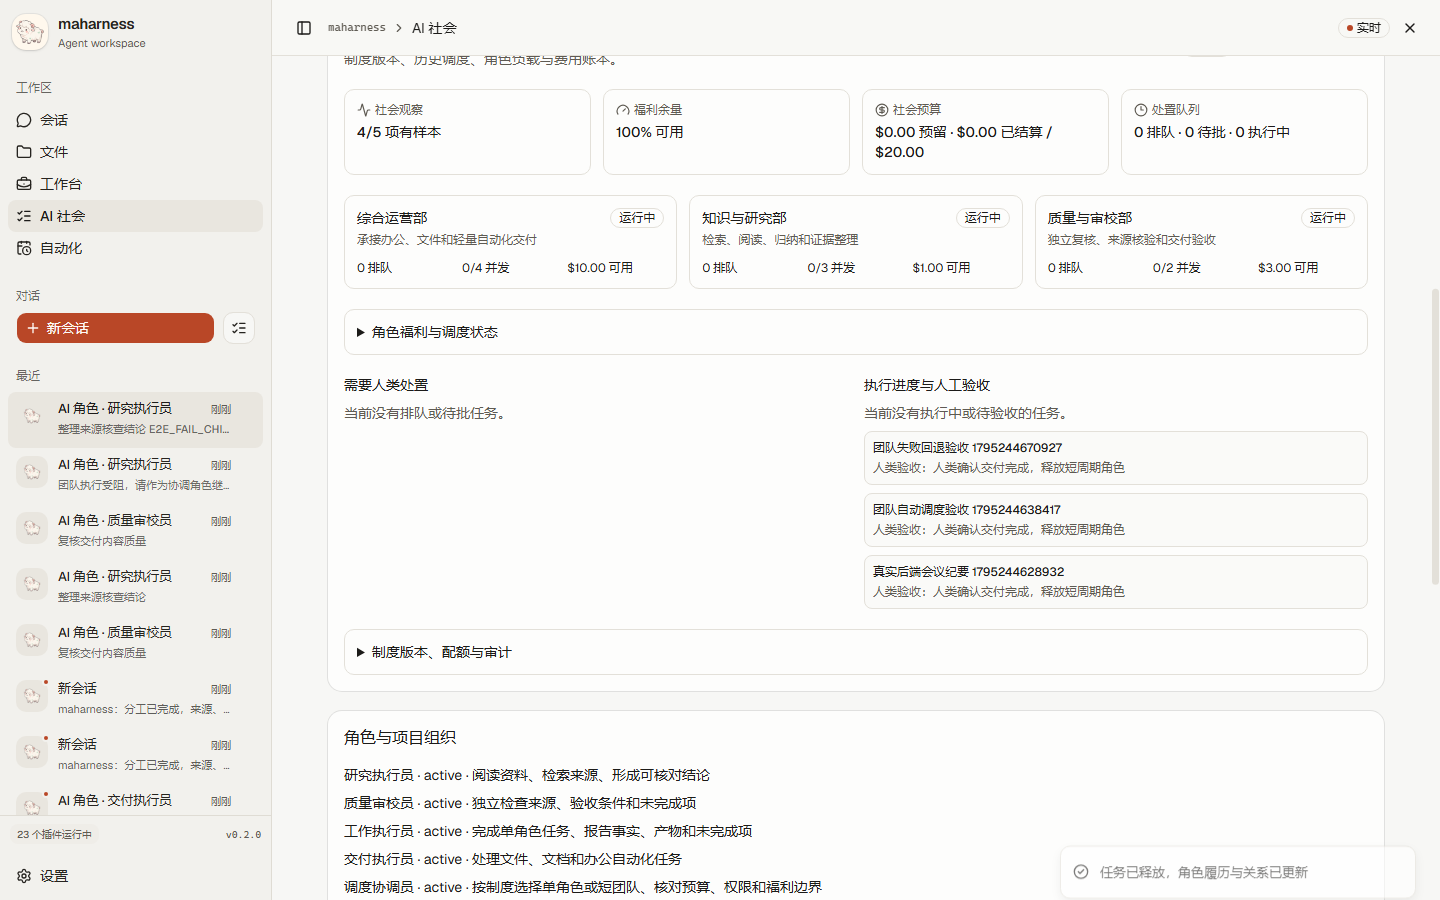 maharness
Agent workspace
工作区
会话
文件
工作台
AI 社会
自动化
对话
新会话
最近
AI 角色 · 研究执行员 刚刚
整理来源核查结论 E2E_FAIL_CHI...
AI 角色 · 研究执行员 刚刚
团队执行受阻，请作为协调角色继...
AI 角色 · 质量审校员 刚刚
复核交付内容质量
AI 角色 · 研究执行员 刚刚
整理来源核查结论
AI 角色 · 质量审校员 刚刚
复核交付内容质量
新会话 刚刚
maharness：分工已完成，来源、...
新会话 刚刚
maharness：分工已完成，来源、...
AI 角色 · 交付执行员 刚刚
23 个插件运行中 v0.2.0
设置
maharness > AI 社会
实时
制度版本、历史调度、角色负载与费用账本。
社会观察
4/5 项有样本
福利余量
100% 可用
社会预算
$0.00 预留 · $0.00 已结算 /
$20.00
处置队列
0 排队 · 0 待批 · 0 执行中
综合运营部 运行中
承接办公、文件和轻量自动化交付
0 排队 0/4 并发 $10.00 可用
知识与研究部 运行中
检索、阅读、归纳和证据整理
0 排队 0/3 并发 $1.00 可用
质量与审校部 运行中
独立复核、来源核验和交付验收
0 排队 0/2 并发 $3.00 可用
角色福利与调度状态
需要人类处置
当前没有排队或待批任务。
执行进度与人工验收
当前没有执行中或待验收的任务。
团队失败回退验收 1795244670927
人类验收：人类确认交付完成，释放短周期角色
团队自动调度验收 1795244638417
人类验收：人类确认交付完成，释放短周期角色
真实后端会议纪要 1795244628932
人类验收：人类确认交付完成，释放短周期角色
制度版本、配额与审计
角色与项目组织
研究执行员 · active · 阅读资料、检索来源、形成可核对结论
质量审校员 · active · 独立检查来源、验收条件和未完成项
工作执行员 · active · 完成单角色任务、报告事实、产物和未完成项
交付执行员 · active · 处理文件、文档和办公自动化任务
调度协调员 · active · 按制度选择单角色或短团队、核对预算、权限和福利边界
任务已释放，角色履历与关系已更新